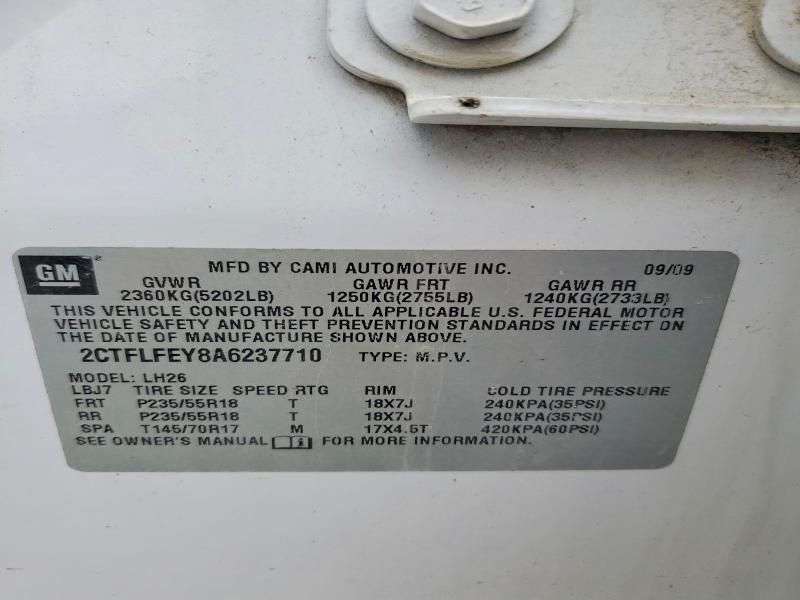 GM ® MFD BY CAMI AUTOMOTIVE INC. 09/09
GVWR GAWR FRT GAWR RR
2360KG(5202LB) 1250KG(2755LB) 1240KG(2733LB)
THIS VEHICLE CONFORMS TO ALL APPLICABLE U.S. FEDERAL MOTOR
VEHICLE SAFETY AND THEFT PREVENTION STANDARDS IN EFFECT ON
THE DATE OF MANUFACTURE SHOWN ABOVE.
2CTFLFEY8A6237710 TYPE: M.P.V.
MODEL: LH26
LBJ7 TIRE SIZE SPEED RTG RIM COLD TIRE PRESSURE
FRT P235/55R18 T 18X7J 240KPA(35PSI)
RR P235/55R18 T 18X7J 240KPA(35PSI)
SPA T145/70R17 M 17X4.5T 420KPA(60PSI)
SEE OWNER'S MANUAL FOR MORE INFORMATION.